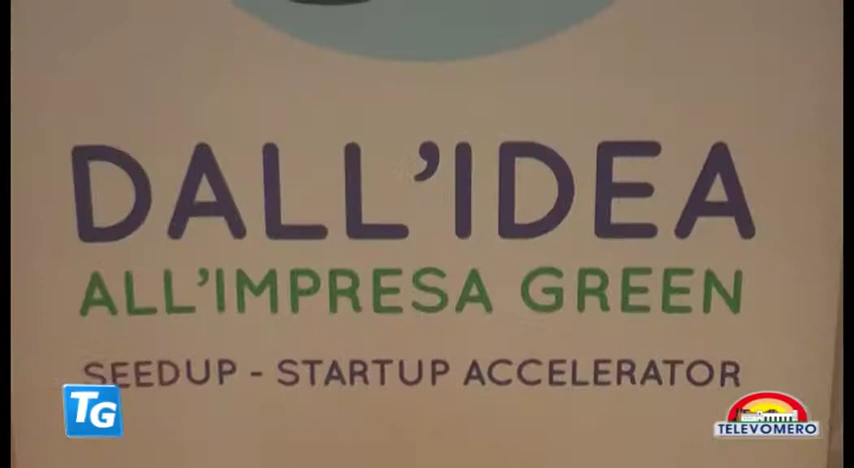 DALL'IDEA
ALL'IMPRESA GREEN
SEEDUP - STARTUP ACCELERATOR
TG
TELEVOMERO